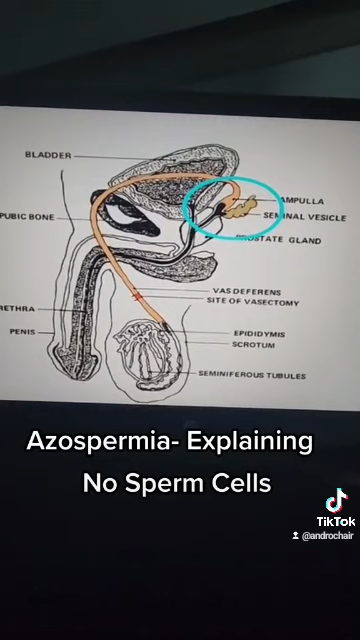 BLADDER
AMPULLA
PUBIC BONE
SEMINAL VESICLE
PROSTATE GLAND
VAS DEFERENS
SITE OF VASECTOMY
RETHRA
PENIS
EPIDIDYMIS
SCROTUM
SEMINIFEROUS TUBULES
Azospermia- Explaining
No Sperm Cells
TikTok
@androchair